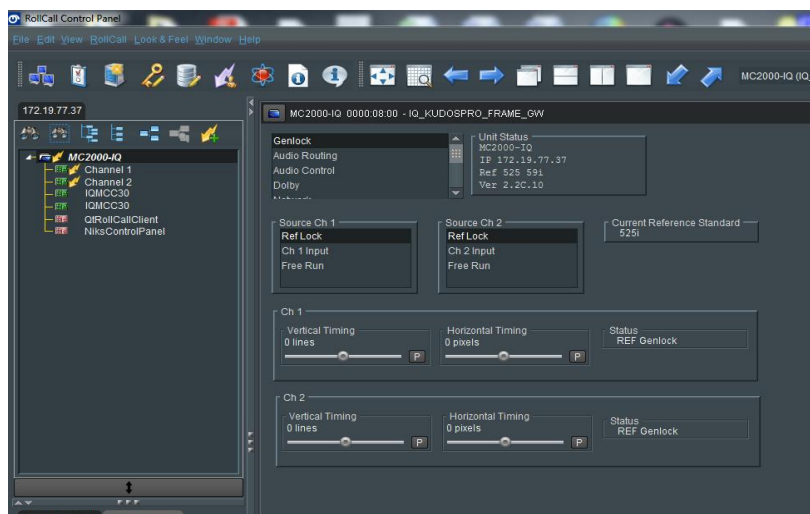 RollCall Control Panel
File Edit View RollCall Look & Feel Window Help
MC2000-IQ (IQ_
172.19.77.37
MC2000-IQ
Channel 1
Channel 2
IQMCC30
IQMCC30
QtRollCallClient
NiksControlPanel
MC2000-IQ 0000:08:00 - IQ_KUDOSPRO_FRAME_GW
Genlock
Audio Routing
Audio Control
Dolby
Unit Status
MC2000-IQ
IP 172.19.77.37
Ref 525 59i
Ver 2.2C.10
Source Ch 1
Ref Lock
Ch 1 Input
Free Run
Source Ch 2
Ref Lock
Ch 2 Input
Free Run
Current Reference Standard
525i
Ch 1
Vertical Timing
0 lines
P
Horizontal Timing
0 pixels
P
Status
REF Genlock
Ch 2
Vertical Timing
0 lines
P
Horizontal Timing
0 pixels
P
Status
REF Genlock